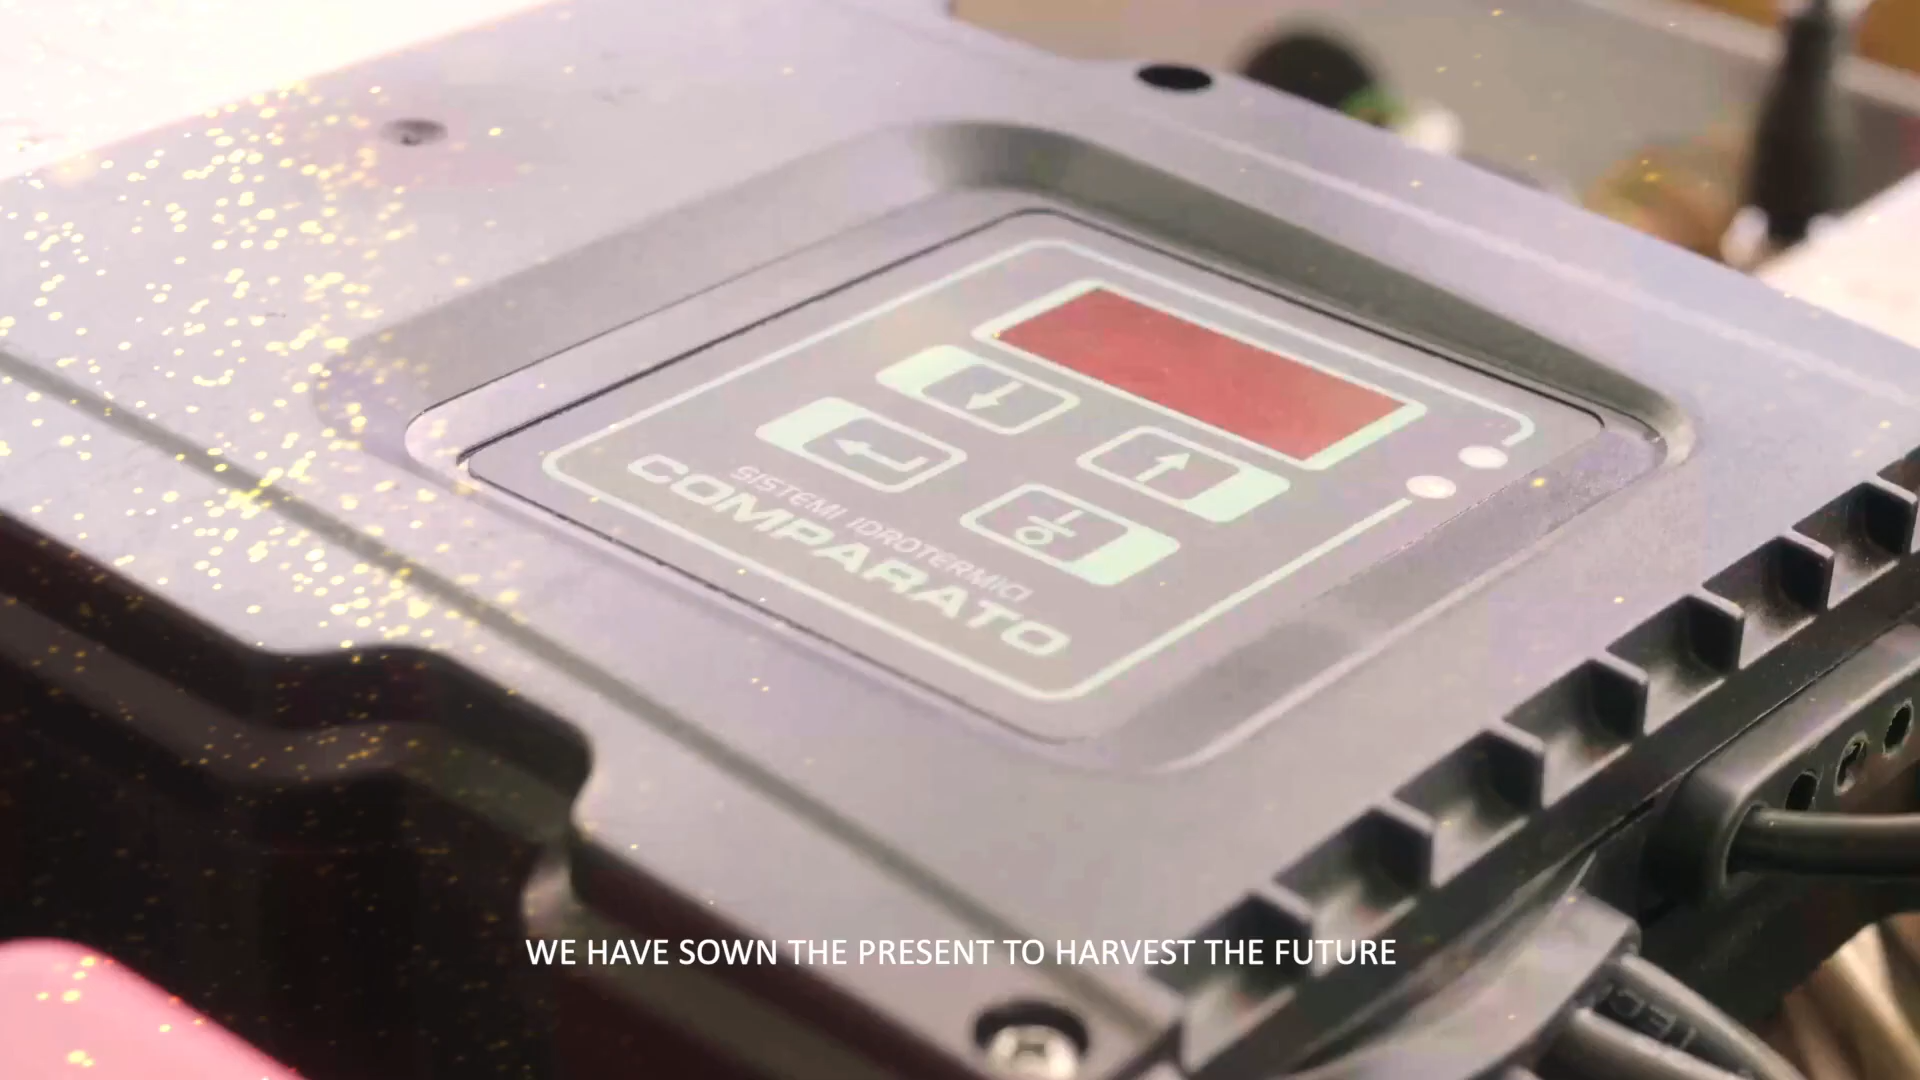 SISTEMI IDROTERMICI
COMPARATO
WE HAVE SOWN THE PRESENT TO HARVEST THE FUTURE